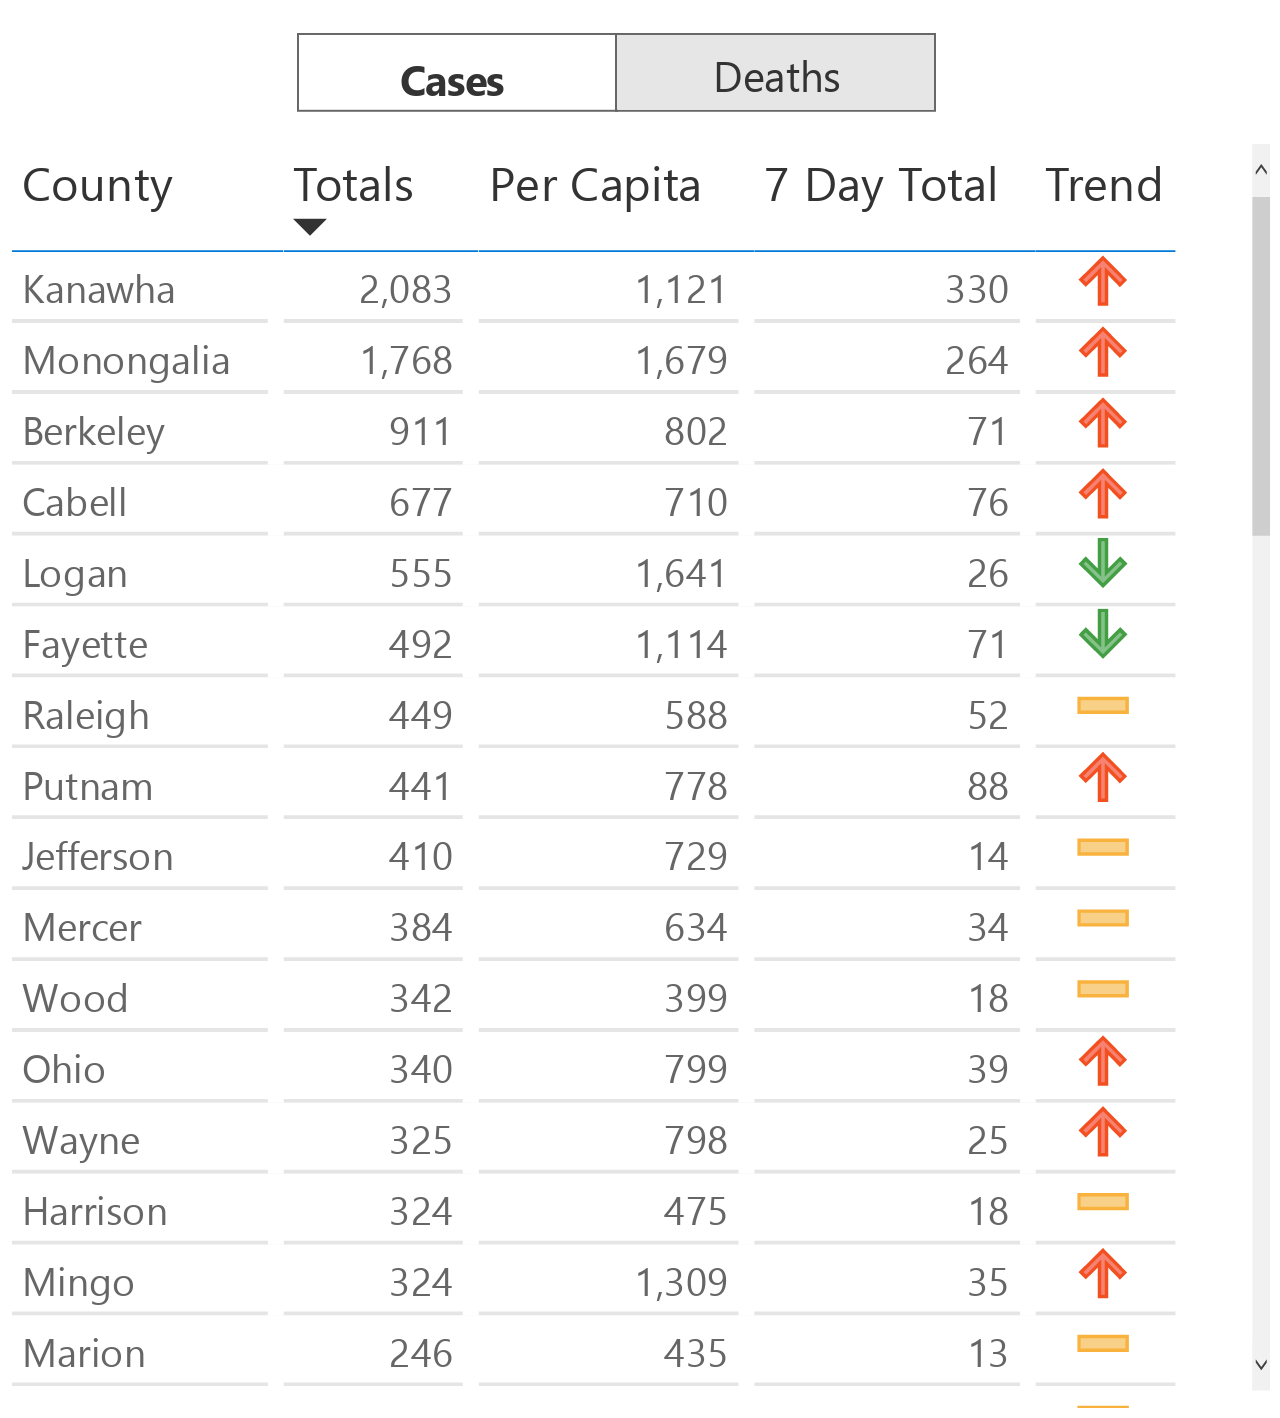 Cases Deaths
County Totals Per Capita 7 Day Total Trend
Kanawha 2,083 1,121 330
Monongalia 1,768 1,679 264
Berkeley 911 802 71
Cabell 677 710 76
Logan 555 1,641 26
Fayette 492 1,114 71
Raleigh 449 588 52
Putnam 441 778 88
Jefferson 410 729 14
Mercer 384 634 34
Wood 342 399 18
Ohio 340 799 39
Wayne 325 798 25
Harrison 324 475 18
Mingo 324 1,309 35
Marion 246 435 13